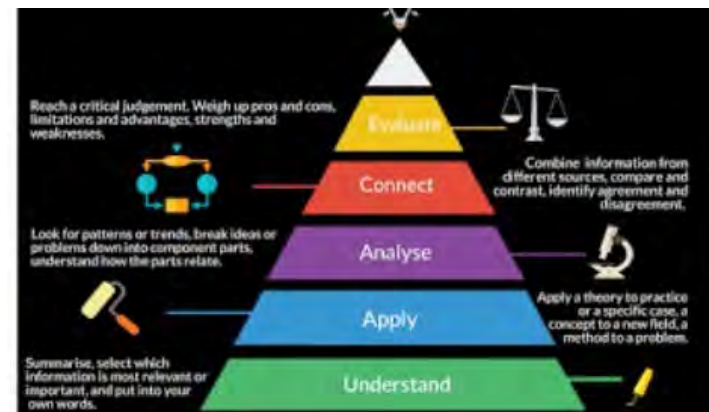 Reach a critical judgement. Weigh up pros and cons,
limitations and advantages, strengths and
weaknesses.
Evaluate
Combine information from
different sources, compare and
contrast, identify agreement and
disagreement.
Connect
Look for patterns or trends, break ideas or
problems down into component parts,
understand how the parts relate.
Analyse
Apply a theory to practice
or a specific case, a
concept to a new field, a
method to a problem.
Apply
Summarise, select which
information is most relevant or
important, and put into your
own words.
Understand